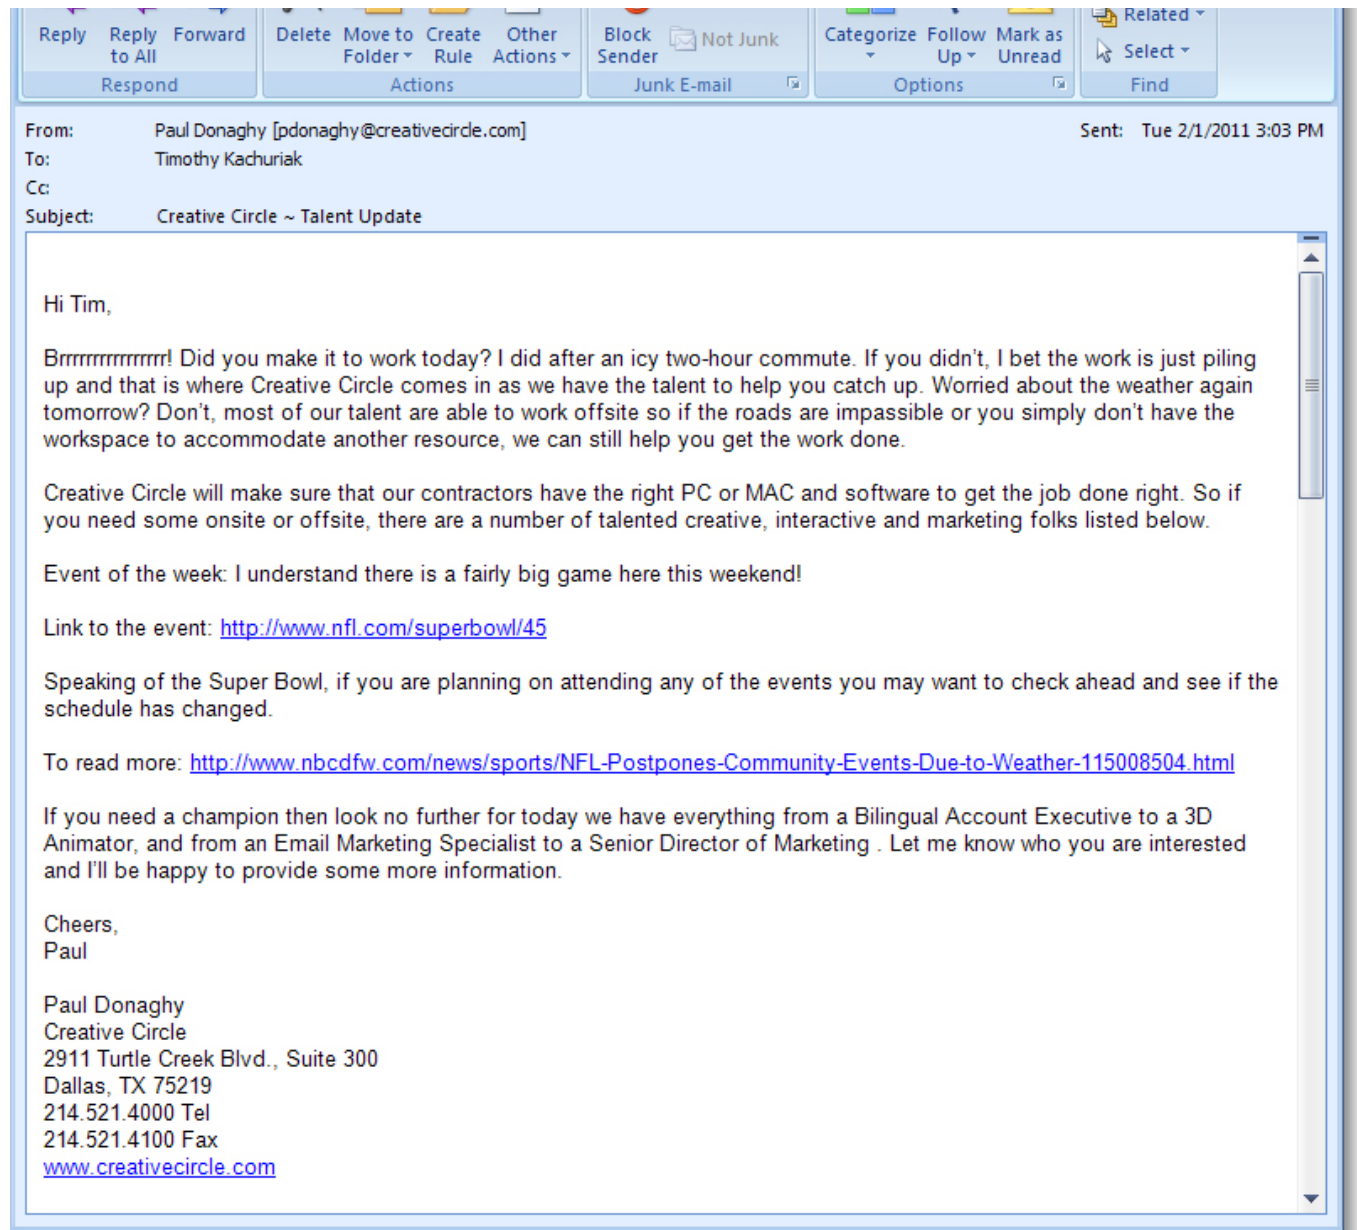 Reply Reply Forward Delete Move to Create Other Block Not Junk Categorize Follow Mark as Related
to All Folder Rule Actions Sender Up Unread Select
Respond Actions Junk E-mail Options Find
From: Paul Donaghy [pdonaghy@creativecircle.com] Sent: Tue 2/1/2011 3:03 PM
To: Timothy Kachuriak
Cc:
Subject: Creative Circle ~ Talent Update
Hi Tim,
Brrrrrrrrrrrrrrrr! Did you make it to work today? I did after an icy two-hour commute. If you didn't, I bet the work is just piling
up and that is where Creative Circle comes in as we have the talent to help you catch up. Worried about the weather again
tomorrow? Don't, most of our talent are able to work offsite so if the roads are impassible or you simply don't have the
workspace to accommodate another resource, we can still help you get the work done.
Creative Circle will make sure that our contractors have the right PC or MAC and software to get the job done right. So if
you need some onsite or offsite, there are a number of talented creative, interactive and marketing folks listed below.
Event of the week: I understand there is a fairly big game here this weekend!
Link to the event: http://www.nfl.com/superbowl/45
Speaking of the Super Bowl, if you are planning on attending any of the events you may want to check ahead and see if the
schedule has changed.
To read more: http://www.nbcdfw.com/news/sports/NFL-Postpones-Community-Events-Due-to-Weather-115008504.html
If you need a champion then look no further for today we have everything from a Bilingual Account Executive to a 3D
Animator, and from an Email Marketing Specialist to a Senior Director of Marketing . Let me know who you are interested
and I'll be happy to provide some more information.
Cheers,
Paul
Paul Donaghy
Creative Circle
2911 Turtle Creek Blvd., Suite 300
Dallas, TX 75219
214.521.4000 Tel
214.521.4100 Fax
www.creativecircle.com